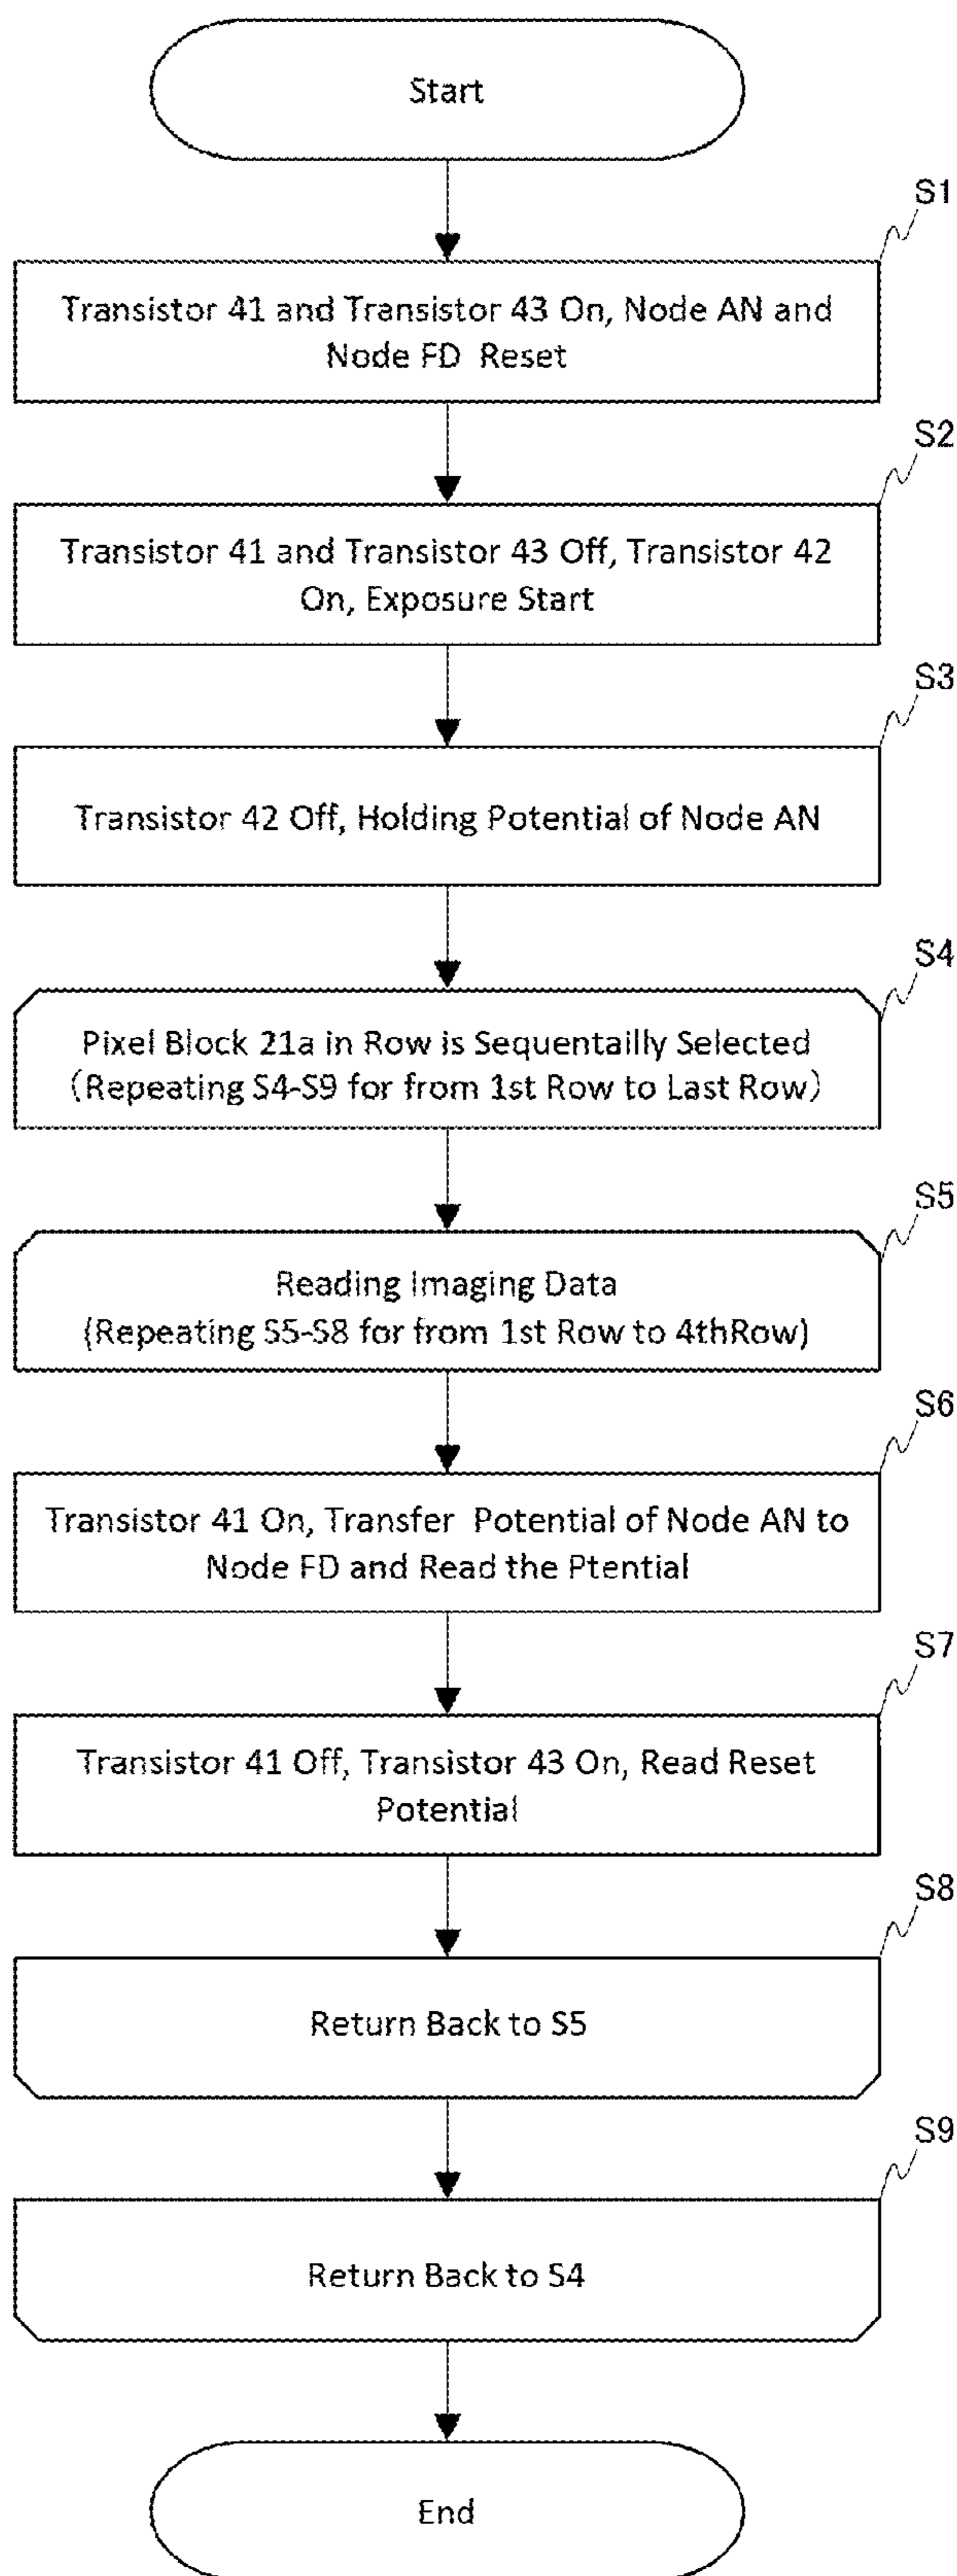 Start
S1
Transistor 41 and Transistor 43 On, Node AN and
Node FD Reset
S2
Transistor 41 and Transistor 43 Off, Transistor 42
On, Exposure Start
S3
Transistor 42 Off, Holding Potential of Node AN
S4
Pixel Block 21a in Row is Sequentailly Selected
（Repeating S4-S9 for from 1st Row to Last Row）
S5
Reading Imaging Data
(Repeating S5-S8 for from 1st Row to 4thRow)
S6
Transistor 41 On, Transfer Potential of Node AN to
Node FD and Read the Ptential
S7
Transistor 41 Off, Transistor 43 On, Read Reset
Potential
S8
Return Back to S5
S9
Return Back to S4
End